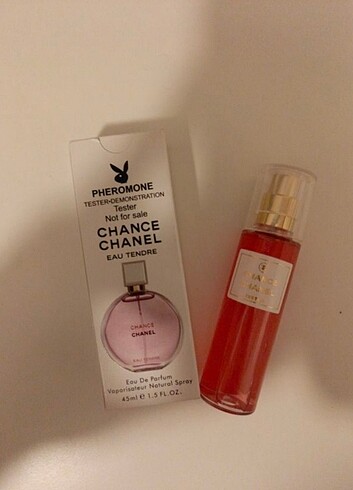 PHEROMONE
TESTER•DEMONSTRATION
Tester
Not for sale
CHANCE
CHANEL
EAU TENDRE
CHANCE
CHANEL
EAU TENDRE
Eau De Parfum
Vaporisateur Natural Spray
45ml e 1.5 FL.OZ.